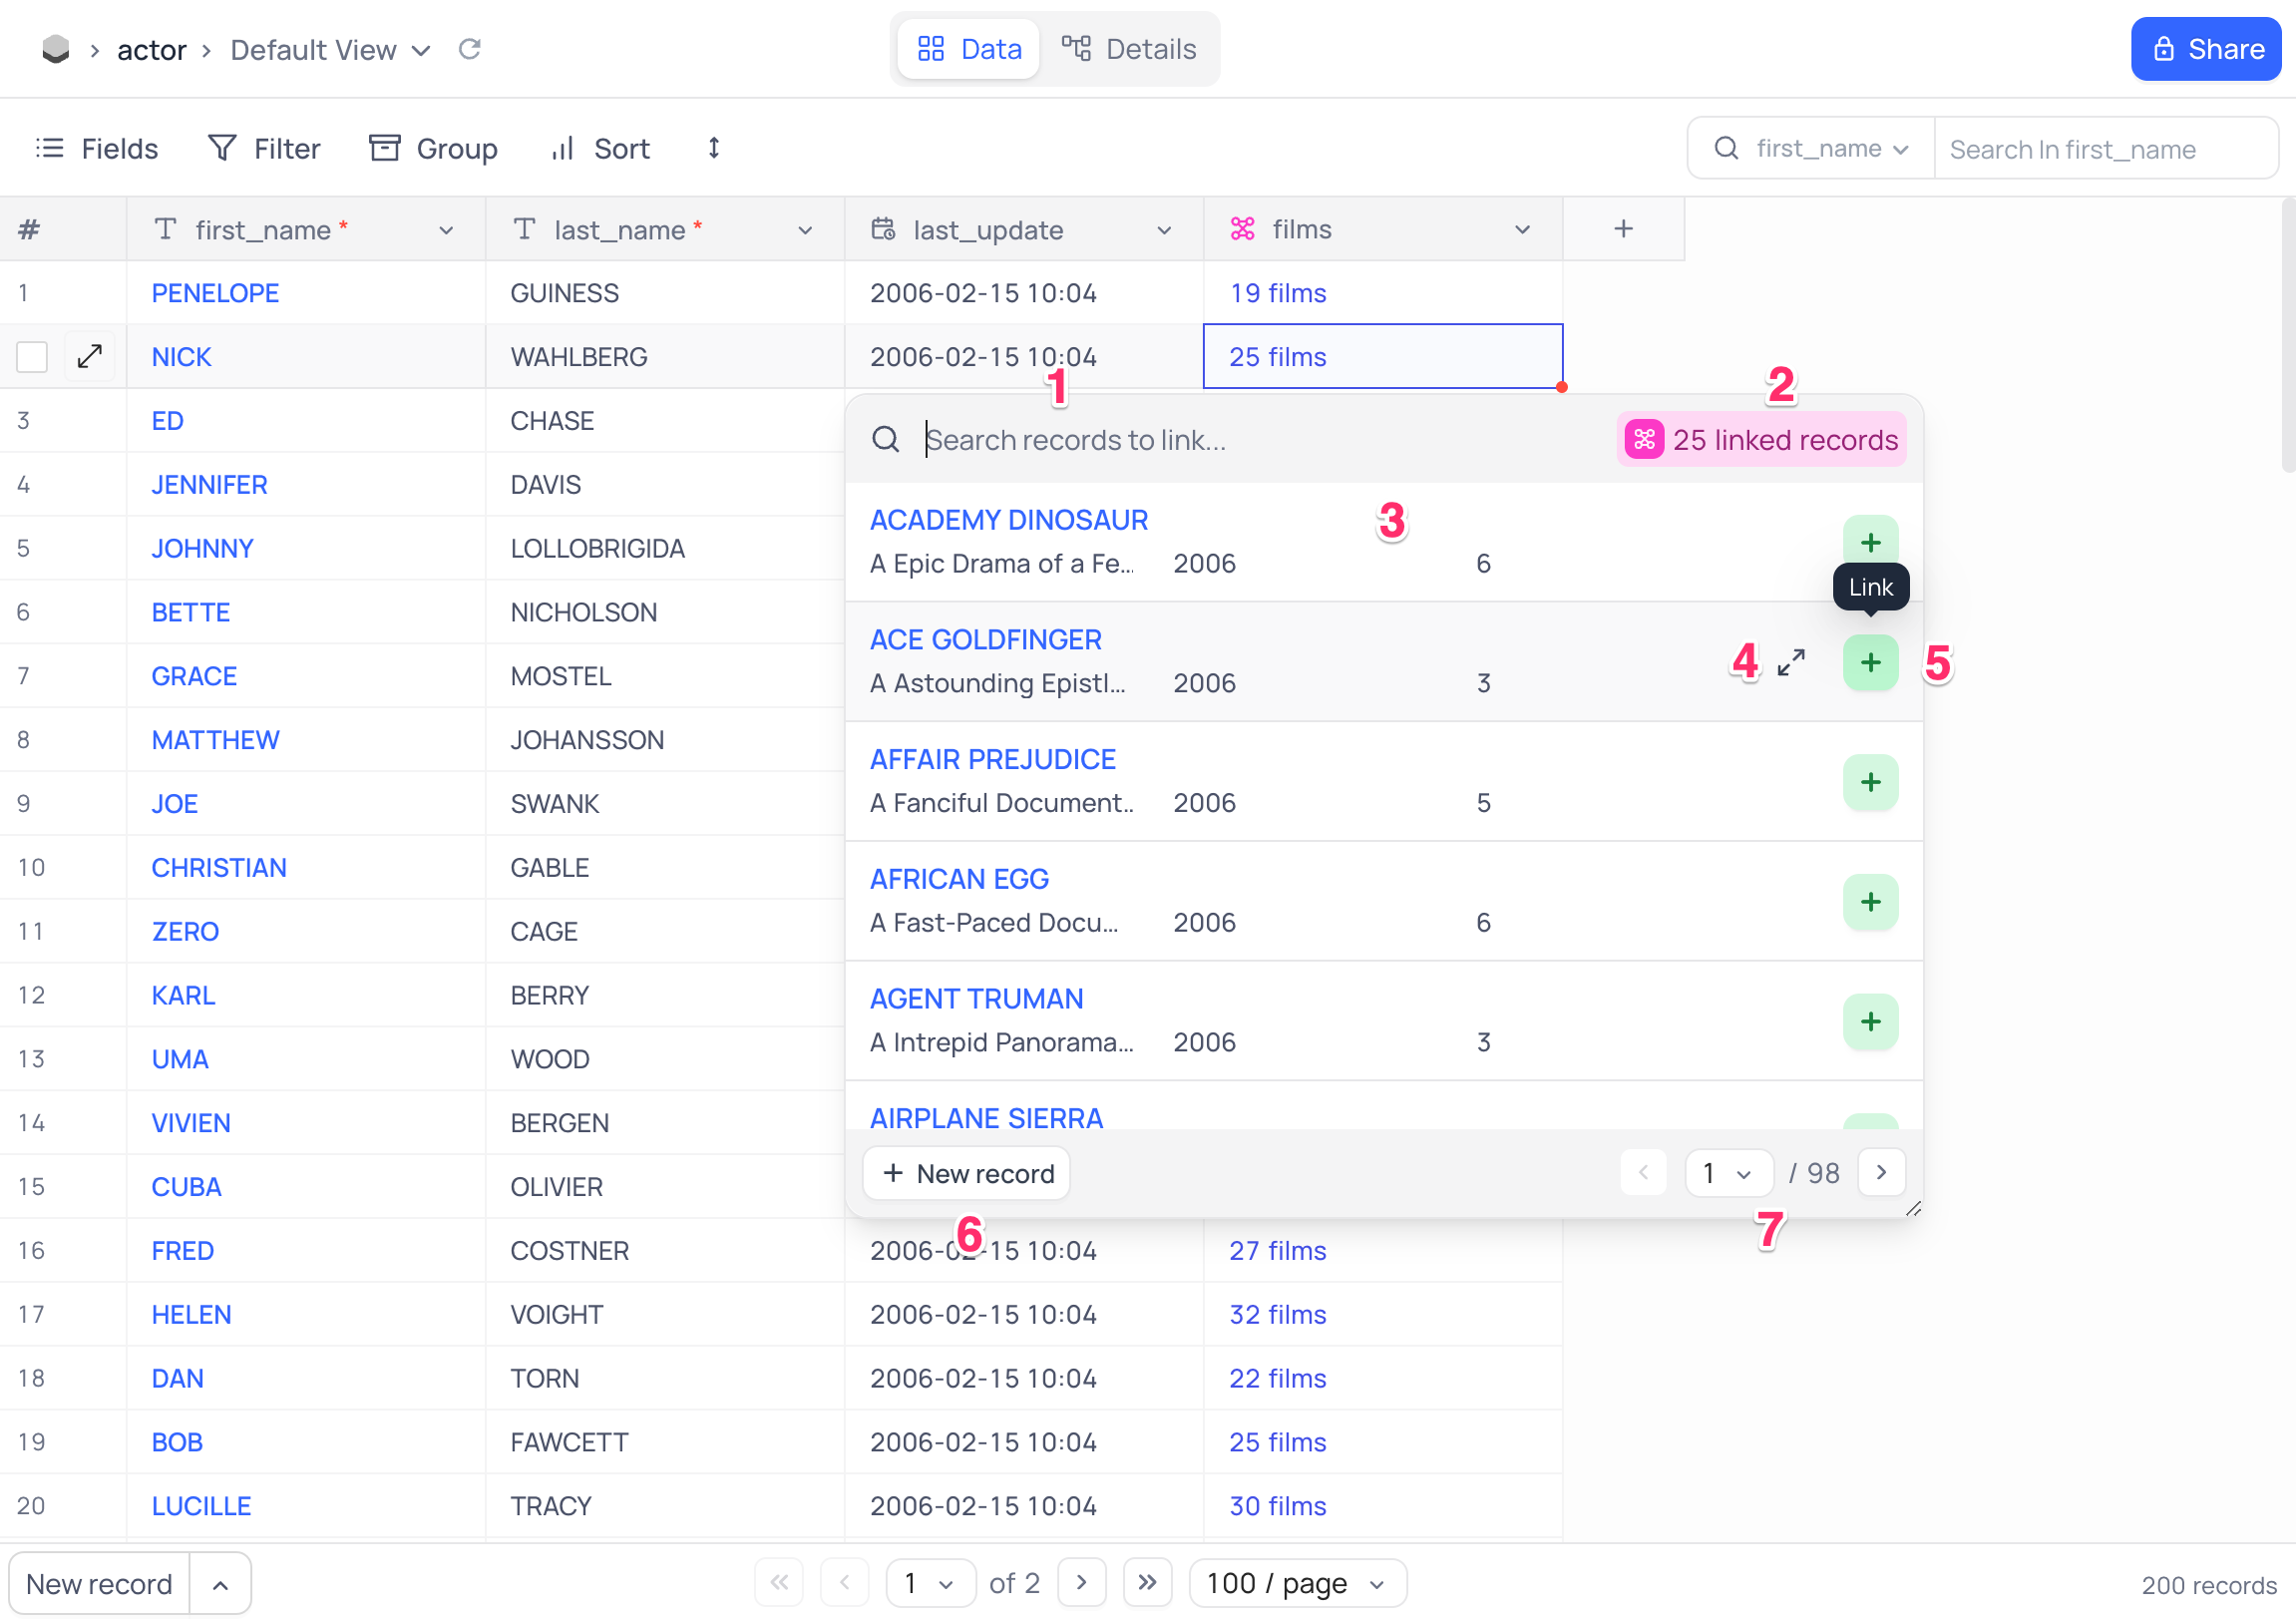 actor Default View Data Details Share
Fields Filter Group Sort first_name Search In first_name
# first_name * last_name * last_update films +
1 PENELOPE GUINESS 2006-02-15 10:04 19 films
NICK WAHLBERG 2006-02-15 10:04 25 films
1 2
3 ED CHASE
Search records to link... 25 linked records
4 JENNIFER DAVIS
ACADEMY DINOSAUR 3
5 JOHNNY LOLLOBRIGIDA
A Epic Drama of a Fe... 2006 6
Link
6 BETTE NICHOLSON
ACE GOLDFINGER
4 5
7 GRACE MOSTEL
A Astounding Epistl... 2006 3
8 MATTHEW JOHANSSON
AFFAIR PREJUDICE
9 JOE SWANK
A Fanciful Document... 2006 5
10 CHRISTIAN GABLE
AFRICAN EGG
11 ZERO CAGE
A Fast-Paced Docu... 2006 6
12 KARL BERRY
AGENT TRUMAN
13 UMA WOOD
A Intrepid Panorama... 2006 3
14 VIVIEN BERGEN
AIRPLANE SIERRA
15 CUBA OLIVIER
+ New record 1 / 98
6 7
16 FRED COSTNER 2006-02-15 10:04 27 films
17 HELEN VOIGHT 2006-02-15 10:04 32 films
18 DAN TORN 2006-02-15 10:04 22 films
19 BOB FAWCETT 2006-02-15 10:04 25 films
20 LUCILLE TRACY 2006-02-15 10:04 30 films
New record 1 of 2 100 / page 200 records